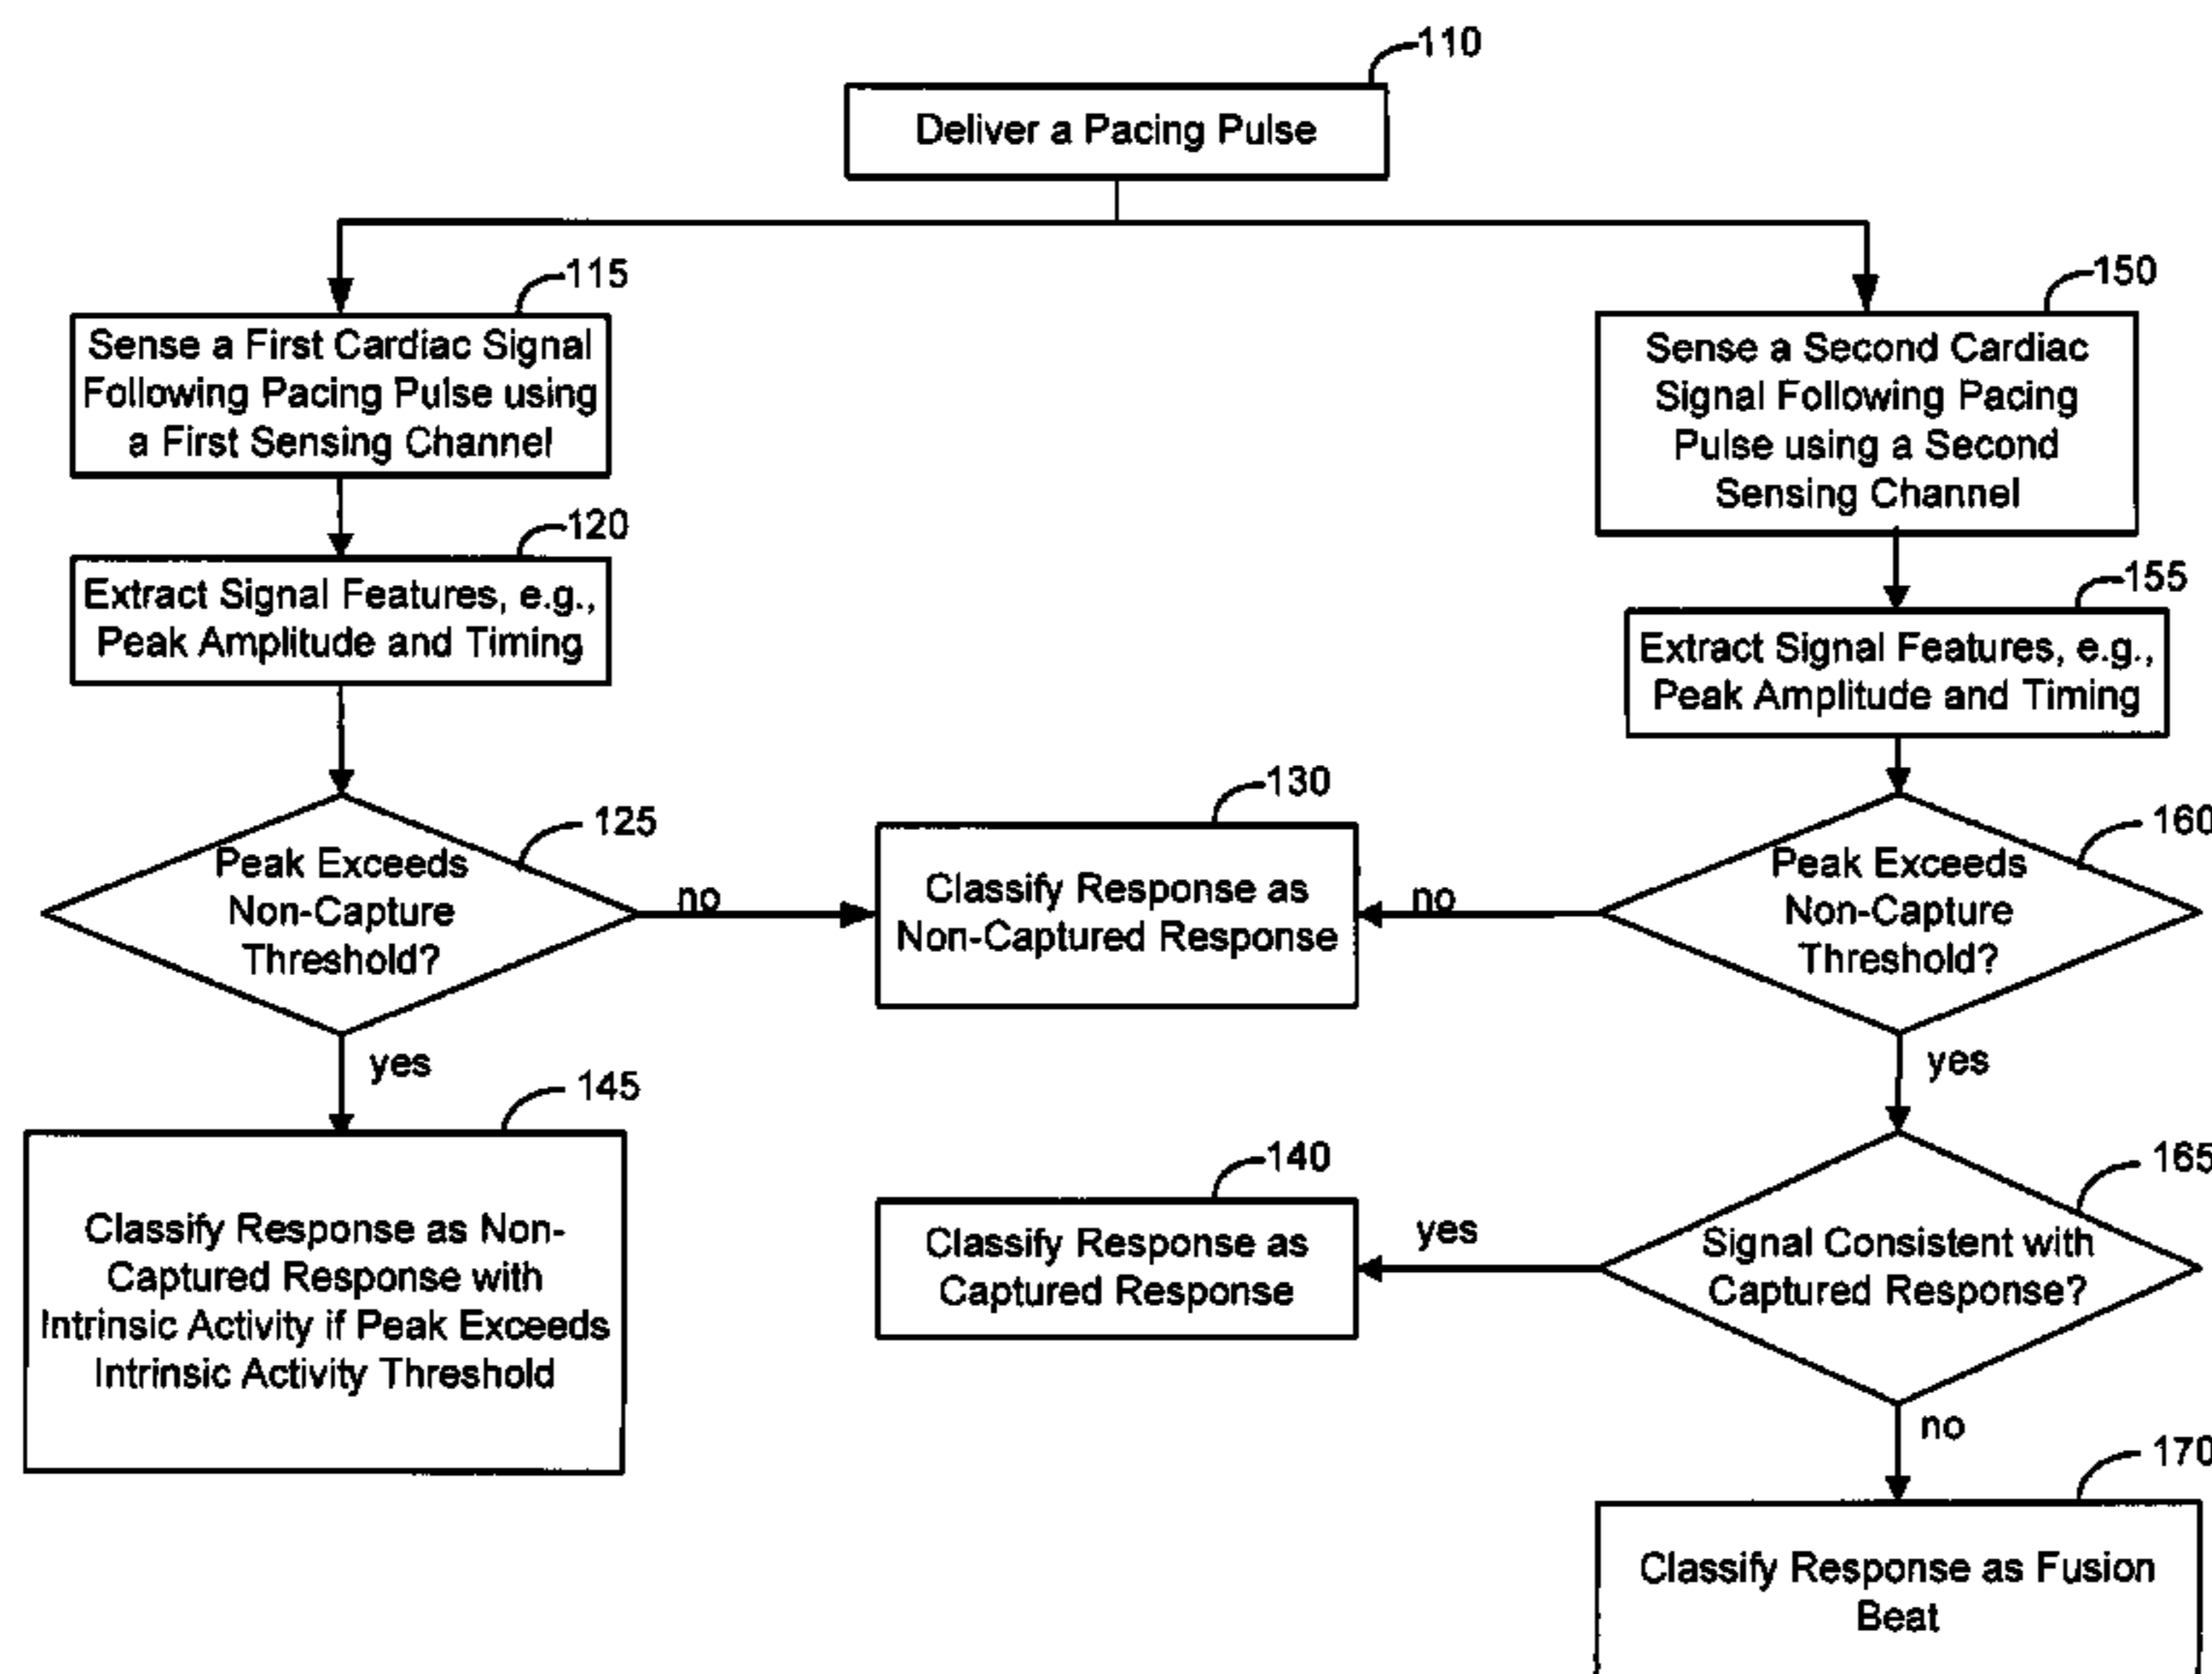 110
Deliver a Pacing Pulse
115
Sense a First Cardiac Signal
Following Pacing Pulse using
a First Sensing Channel
150
Sense a Second Cardiac
Signal Following Pacing
Pulse using a Second
Sensing Channel
120
Extract Signal Features, e.g.,
Peak Amplitude and Timing
155
Extract Signal Features, e.g.,
Peak Amplitude and Timing
125
Peak Exceeds
Non-Capture
Threshold?
no
130
Classify Response as
Non-Captured Response
no
160
Peak Exceeds
Non-Capture
Threshold?
yes
145
Classify Response as Non-
Captured Response with
Intrinsic Activity if Peak Exceeds
Intrinsic Activity Threshold
yes
140
Classify Response as
Captured Response
yes
165
Signal Consistent with
Captured Response?
no
170
Classify Response as Fusion
Beat